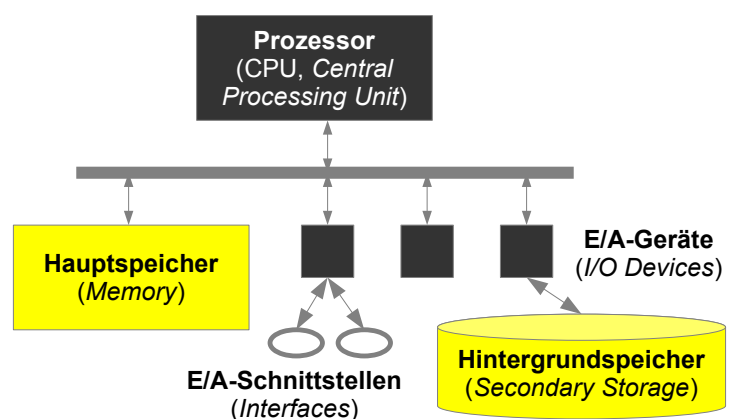 Prozessor
(CPU, Central
Processing Unit)
Hauptspeicher
(Memory)
E/A-Geräte
(I/O Devices)
E/A-Schnittstellen
(Interfaces)
Hintergrundspeicher
(Secondary Storage)